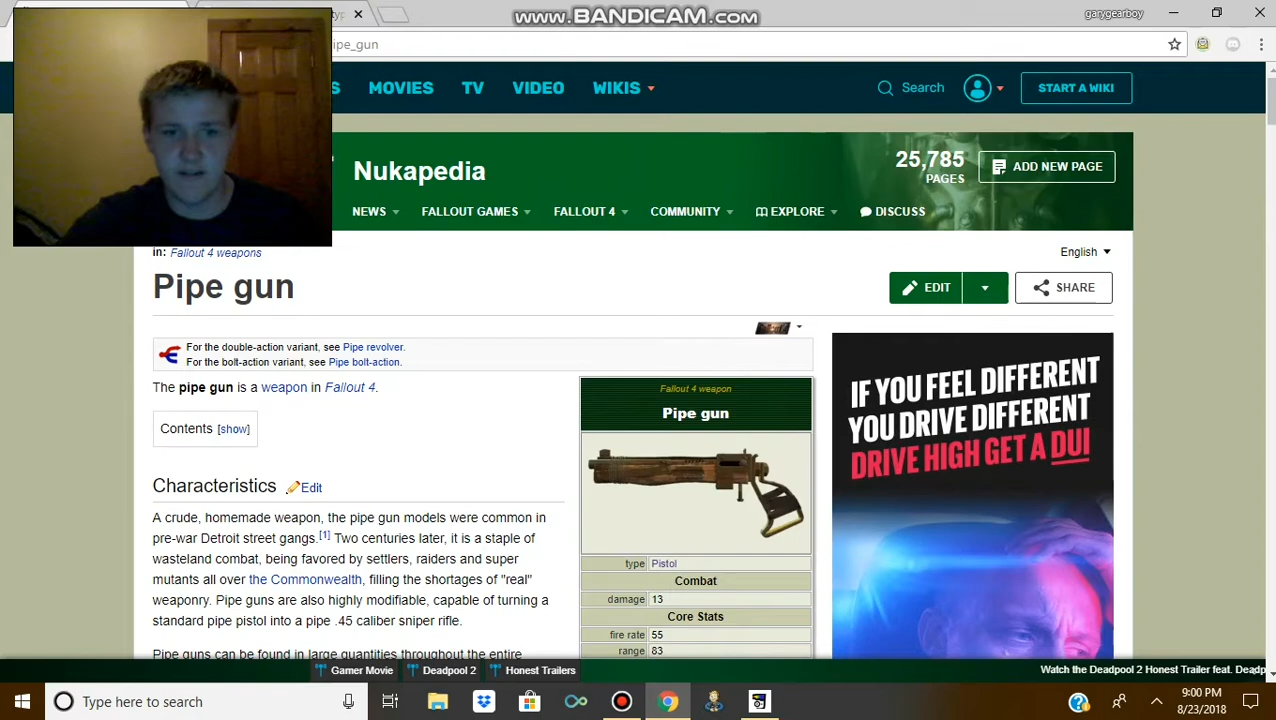 www.BANDICAM.com
garygearboy
ipe_gun
MOVIES TV VIDEO WIKIS Search START A WIKI
Nukapedia
25,785
PAGES
ADD NEW PAGE
NEWS FALLOUT GAMES FALLOUT 4 COMMUNITY EXPLORE DISCUSS
in: Fallout 4 weapons
English
Pipe gun
EDIT SHARE
For the double-action variant, see Pipe revolver.
For the bolt-action variant, see Pipe bolt-action.
The pipe gun is a weapon in Fallout 4.
Contents [show]
Characteristics Edit
A crude, homemade weapon, the pipe gun models were common in
pre-war Detroit street gangs.[1] Two centuries later, it is a staple of
wasteland combat, being favored by settlers, raiders and super
mutants all over the Commonwealth, filling the shortages of "real"
weaponry. Pipe guns are also highly modifiable, capable of turning a
standard pipe pistol into a pipe .45 caliber sniper rifle.
Pipe guns can be found in large quantities throughout the entire
Fallout 4 weapon
Pipe gun
type Pistol
Combat
damage 13
Core Stats
fire rate 55
range 83
IF YOU FEEL DIFFERENT
YOU DRIVE DIFFERENT
DRIVE HIGH GET A DUI
Gamer Movie Deadpool 2 Honest Trailers
Watch the Deadpool 2 Honest Trailer feat. Deadp
Type here to search
9:00 PM
8/23/2018